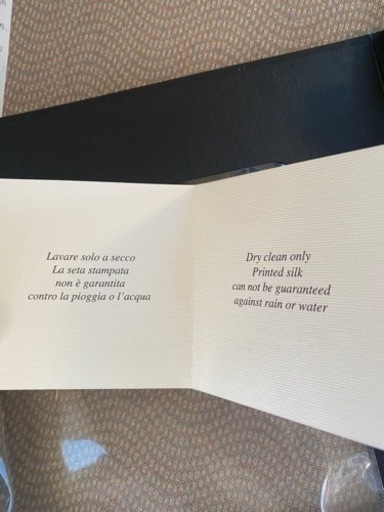 Lavare solo a secco
La seta stampata
non è garantita
contro la pioggia o l'acqua
Dry clean only
Printed silk
can not be guaranteed
against rain or water